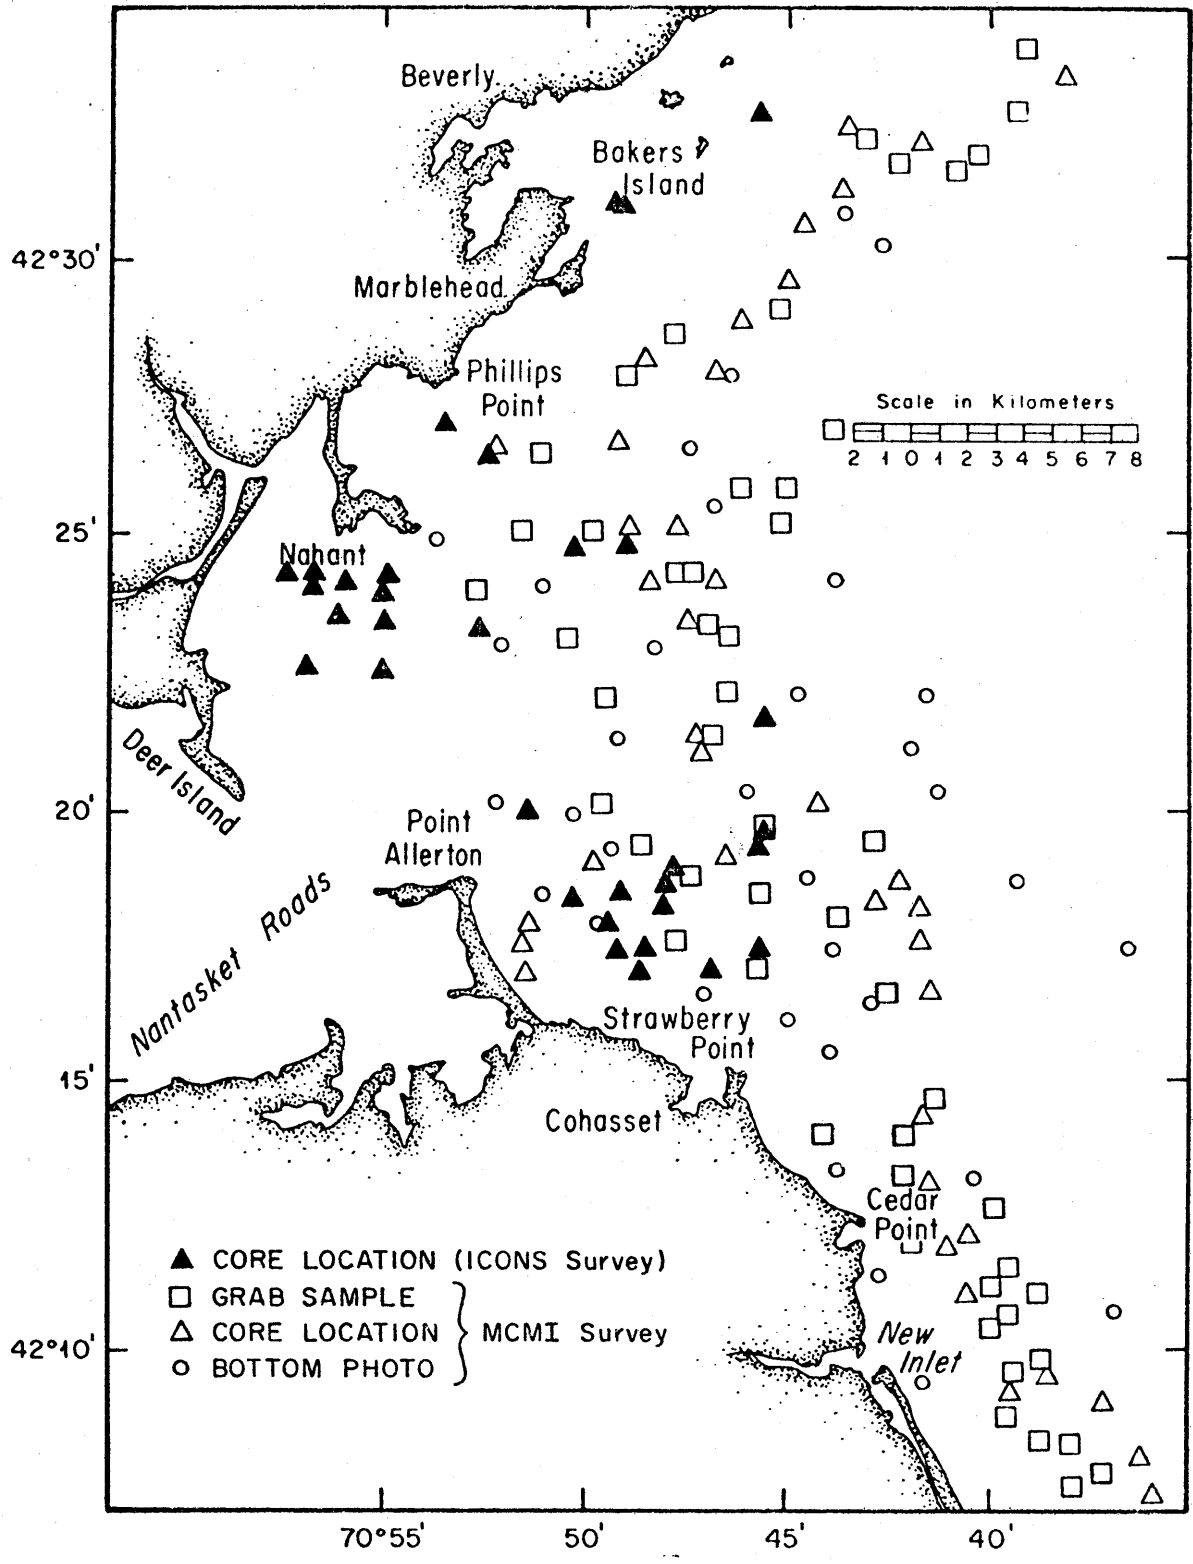 Beverly
Bakers
Island
42°30'
Marblehead
Phillips
Point
Scale in Kilometers
2 1 0 1 2 3 4 5 6 7 8
25'
Nahant
Deer Island
20'
Point
Allerton
Nantasket Roads
Strawberry
Point
15'
Cohasset
Cedar
Point
▲ CORE LOCATION (ICONS Survey)
□ GRAB SAMPLE
△ CORE LOCATION } MCMI Survey
○ BOTTOM PHOTO
New
Inlet
42°10'
70°55' 50' 45' 40'